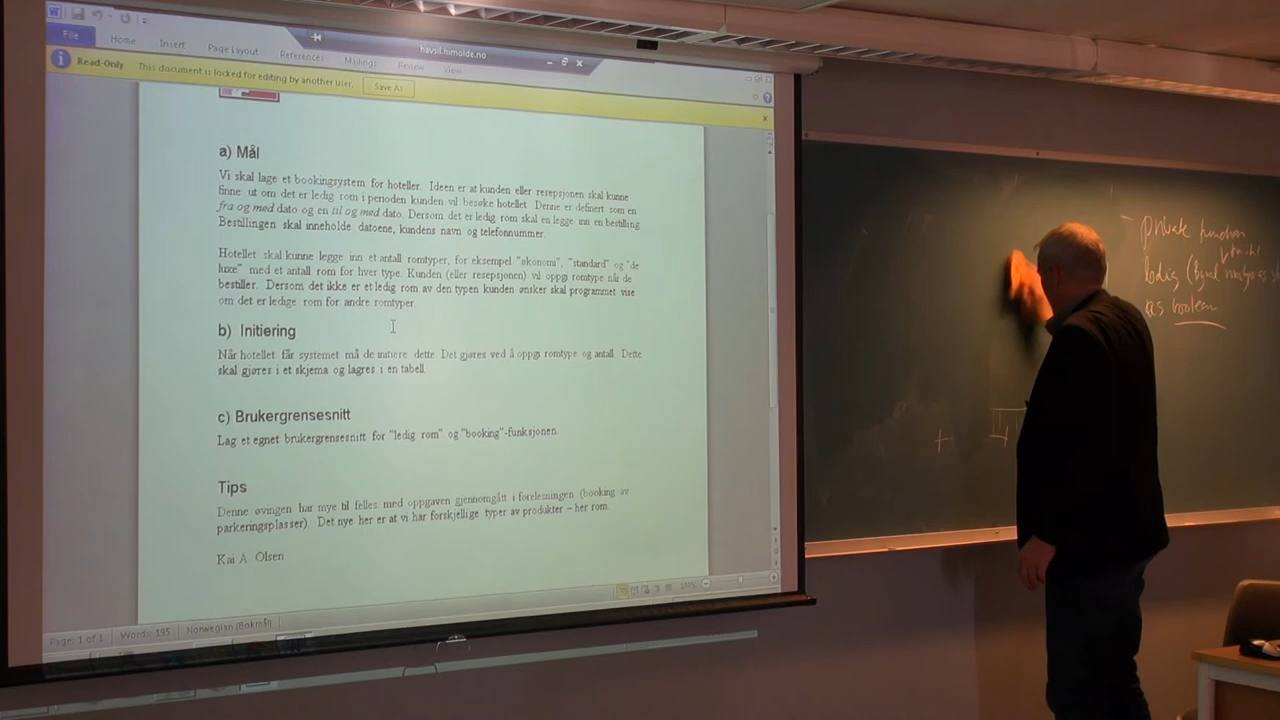 havsil.himolde.no
File Home Insert Page Layout References Mailings Review View
Read-Only This document is locked for editing by another user. Save As
a) Mål
Vi skal lage et bookingsystem for hoteller. Ideen er at kunden eller resepsjonen skal kunne
finne ut om det er ledig rom i perioden kunden vil besøke hotellet. Denne er definert som en
fra og med dato og en til og med dato. Dersom det er ledig rom skal en legge inn en bestilling
Bestillingen skal inneholde datoene, kundens navn og telefonnummer.
Hotellet skal kunne legge inn et antall romtyper, for eksempel "økonomi", "standard" og "de
luxe" med et antall rom for hver type. Kunden (eller resepsjonen) vil oppgi romtype når de
bestiller. Dersom det ikke er et ledig rom av den typen kunden ønsker skal programmet vise
om det er ledige rom for andre romtyper.
b) Initiering
Når hotellet får systemet må de initiere dette. Det gjøres ved å oppgi romtype og antall. Dette
skal gjøres i et skjema og lagres i en tabell.
c) Brukergrensesnitt
Lag et egnet brukergrensesnitt for "ledig rom" og "booking"-funksjonen.
Tips
Denne øvingen har mye til felles med oppgaven gjennomgått i forelesningen (booking av
parkeringsplasser). Det nye her er at vi har forskjellige typer av produkter – her rom.
Kai A. Olsen
Page: 1 of 1 Words: 195 Norwegian (Bokmål) 100%
private function
ledig (
as boolean